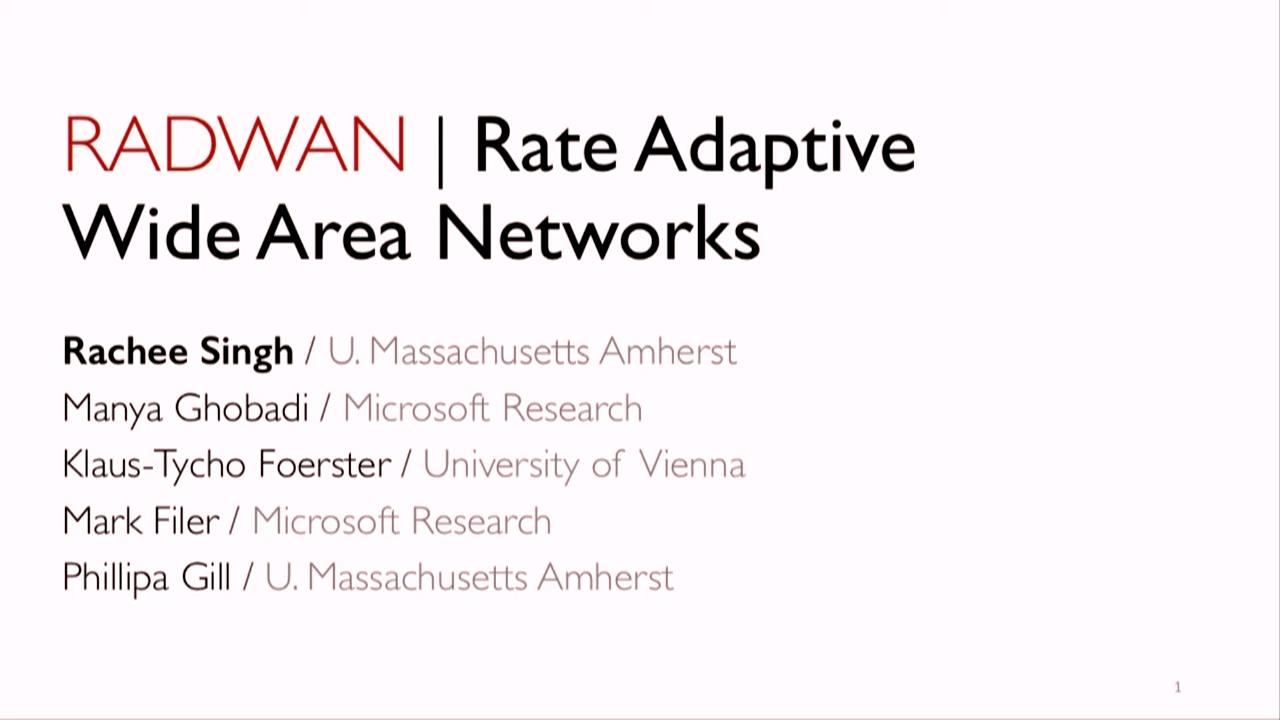 RADWAN | Rate Adaptive
Wide Area Networks
Rachee Singh / U. Massachusetts Amherst
Manya Ghobadi / Microsoft Research
Klaus-Tycho Foerster / University of Vienna
Mark Filer / Microsoft Research
Phillipa Gill / U. Massachusetts Amherst
1